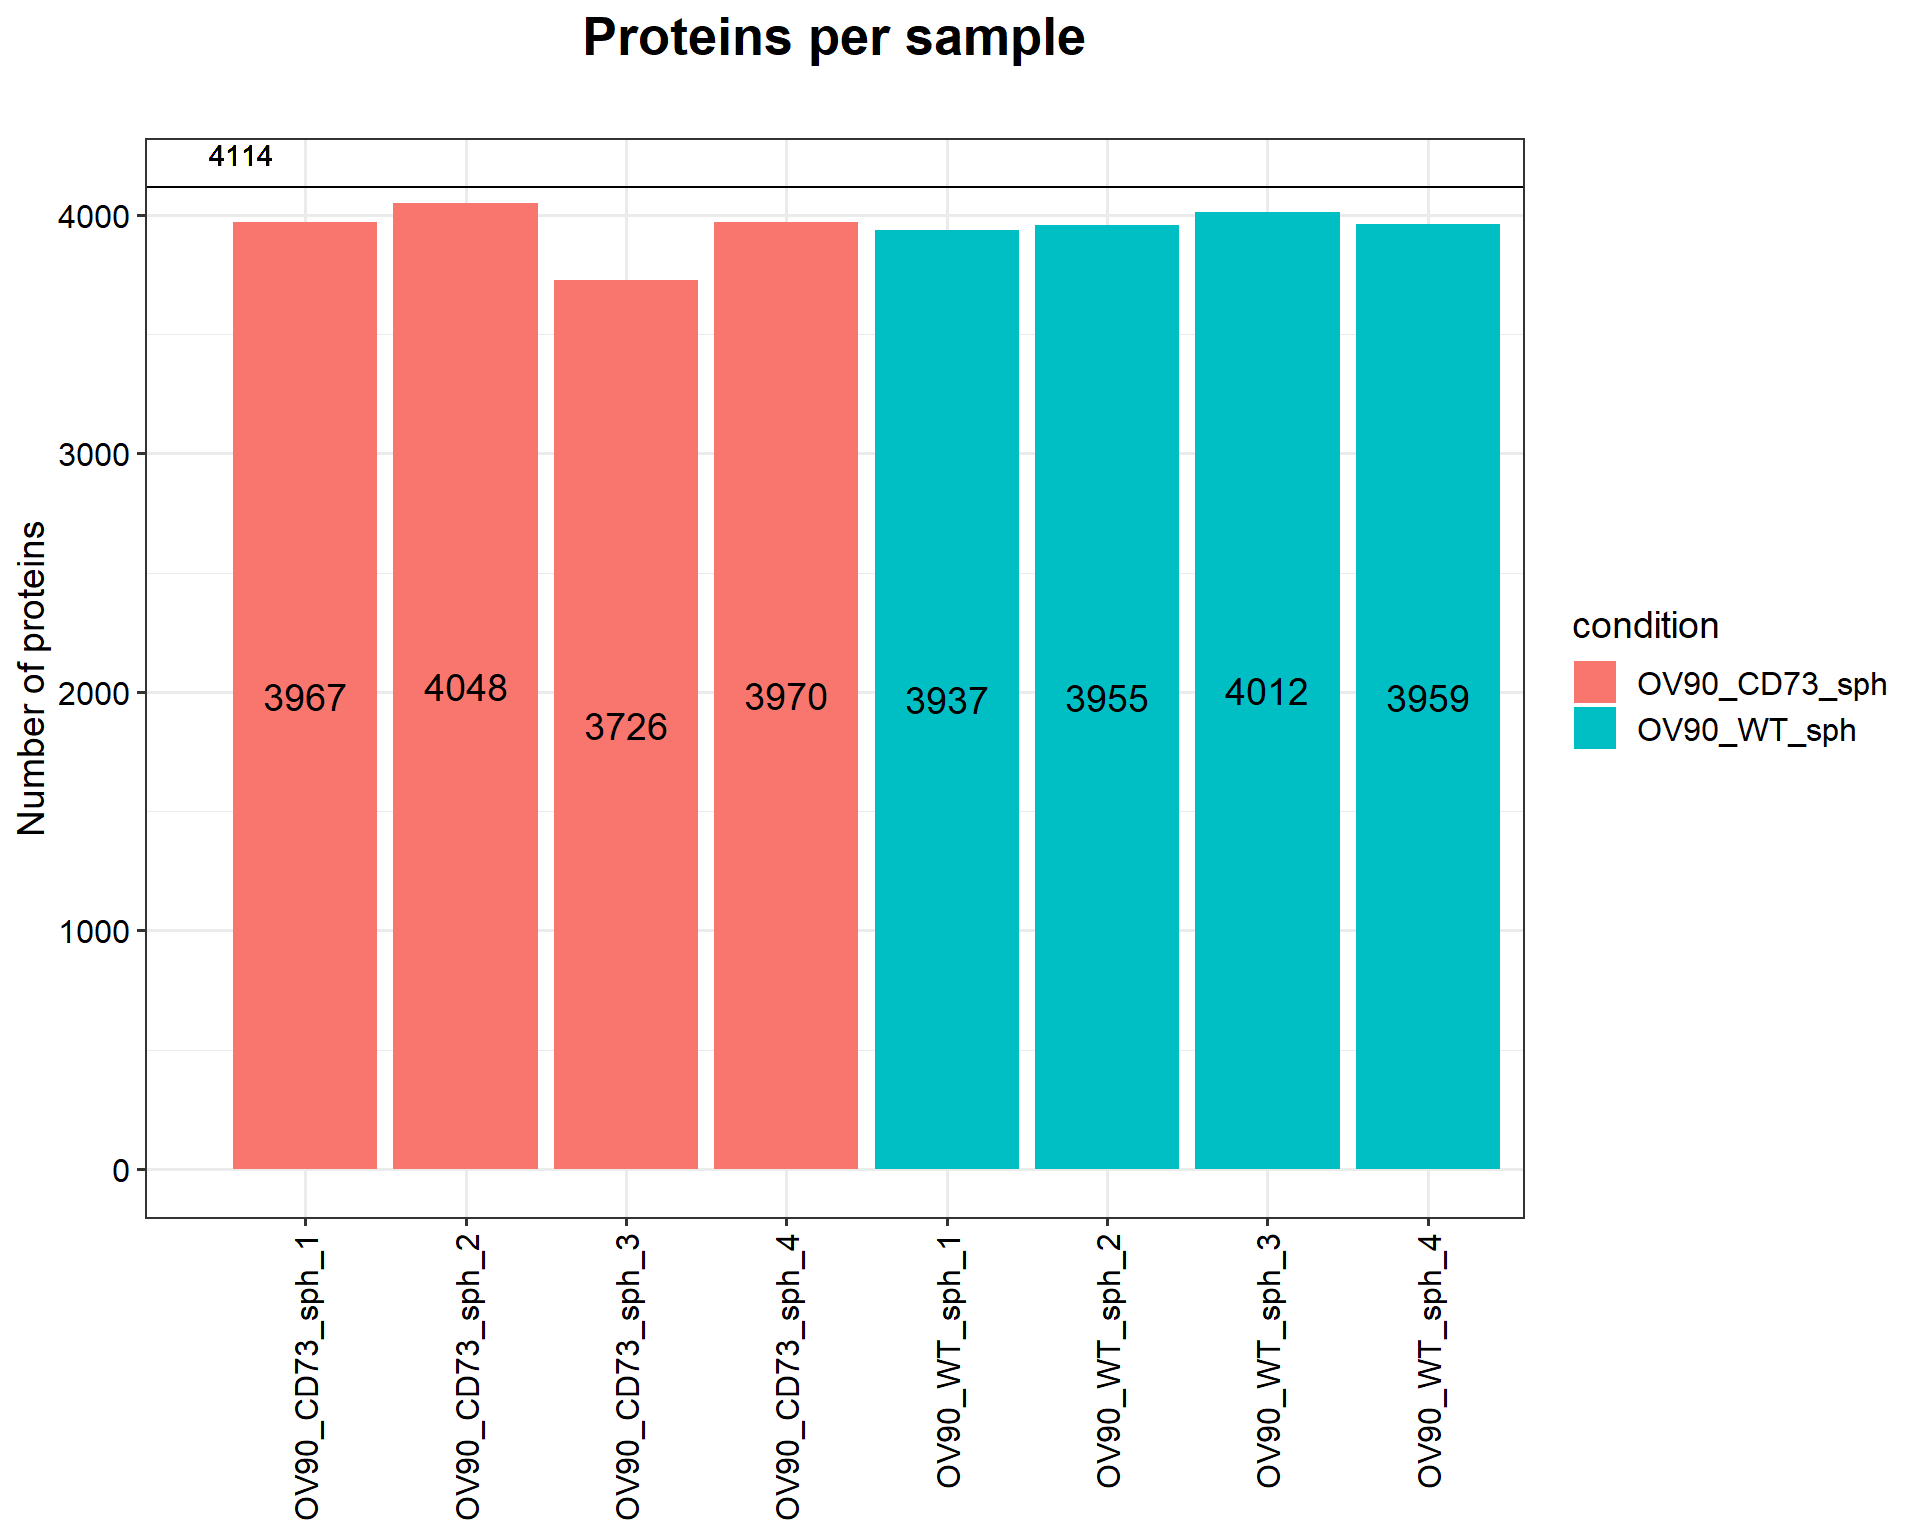 Proteins per sample
4114
4000
3000
2000
1000
0
Number of proteins
3967
4048
3726
3970
3937
3955
4012
3959
OV90_CD73_sph_1
OV90_CD73_sph_2
OV90_CD73_sph_3
OV90_CD73_sph_4
OV90_WT_sph_1
OV90_WT_sph_2
OV90_WT_sph_3
OV90_WT_sph_4
condition
OV90_CD73_sph
OV90_WT_sph